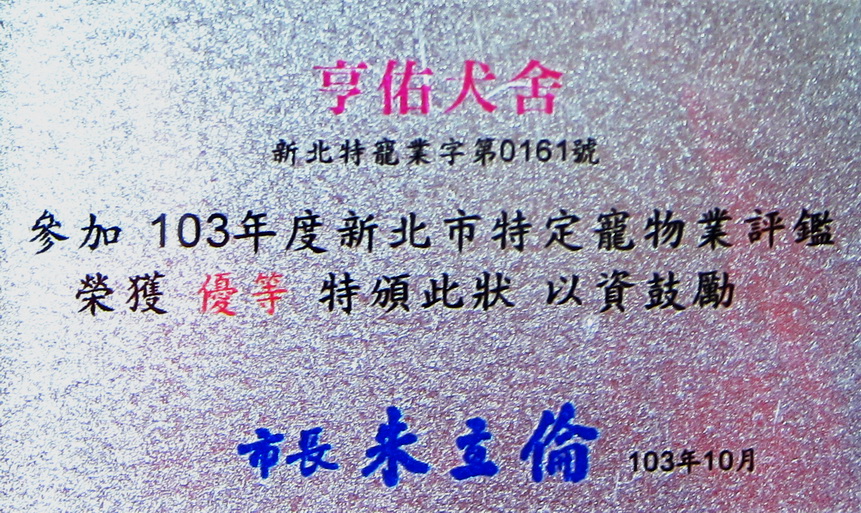 亨佑犬舍
新北特寵業字第0161號
參加 103年度新北市特定寵物業評鑑
榮獲 優等 特頒此狀 以資鼓勵
市長 朱立倫 103年10月